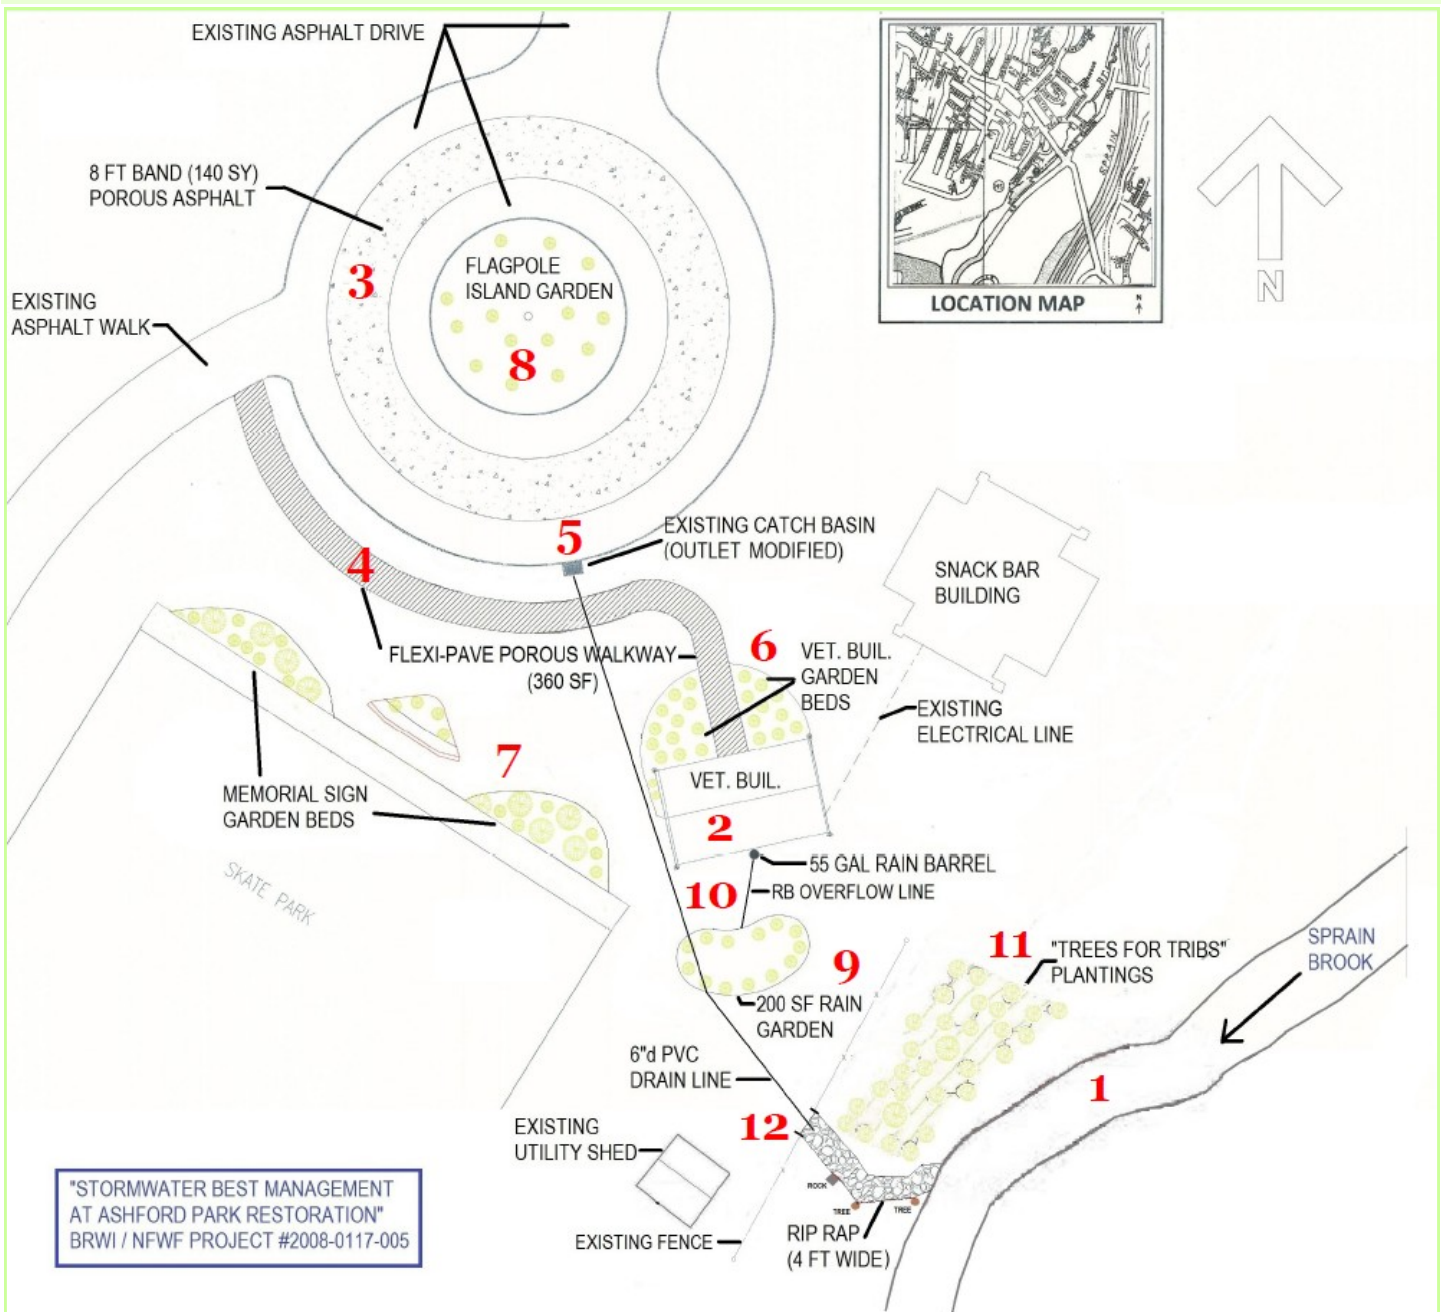 EXISTING ASPHALT DRIVE
8 FT BAND (140 SY)
POROUS ASPHALT
3
FLAGPOLE
ISLAND GARDEN
8
EXISTING
ASPHALT WALK
LOCATION MAP
N
N
SPRAIN
5
EXISTING CATCH BASIN
(OUTLET MODIFIED)
SNACK BAR
BUILDING
4
FLEXI-PAVE POROUS WALKWAY
(360 SF)
6
VET. BUIL.
GARDEN
BEDS
EXISTING
ELECTRICAL LINE
7
MEMORIAL SIGN
GARDEN BEDS
VET. BUIL.
2
SKATE PARK
55 GAL RAIN BARREL
10
RB OVERFLOW LINE
9
200 SF RAIN
GARDEN
11
"TREES FOR TRIBS"
PLANTINGS
SPRAIN
BROOK
1
6"d PVC
DRAIN LINE
12
EXISTING
UTILITY SHED
ROCK
TREE
TREE
EXISTING FENCE
RIP RAP
(4 FT WIDE)
"STORMWATER BEST MANAGEMENT
AT ASHFORD PARK RESTORATION"
BRWI / NFWF PROJECT #2008-0117-005